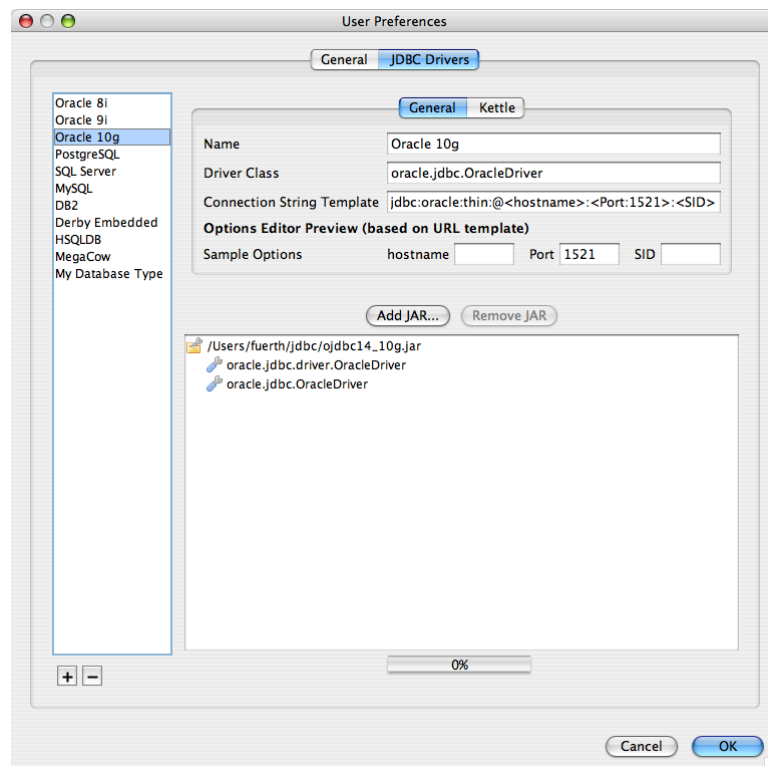 User Preferences
General JDBC Drivers
Oracle 8i
Oracle 9i
Oracle 10g
PostgreSQL
SQL Server
MySQL
DB2
Derby Embedded
HSQLDB
MegaCow
My Database Type
General Kettle
Name Oracle 10g
Driver Class oracle.jdbc.OracleDriver
Connection String Template jdbc:oracle:thin:@<hostname>:<Port:1521>:<SID>
Options Editor Preview (based on URL template)
Sample Options hostname Port 1521 SID
Add JAR... Remove JAR
/Users/fuerth/jdbc/ojdbc14_10g.jar
oracle.jdbc.driver.OracleDriver
oracle.jdbc.OracleDriver
0%
+ −
Cancel OK